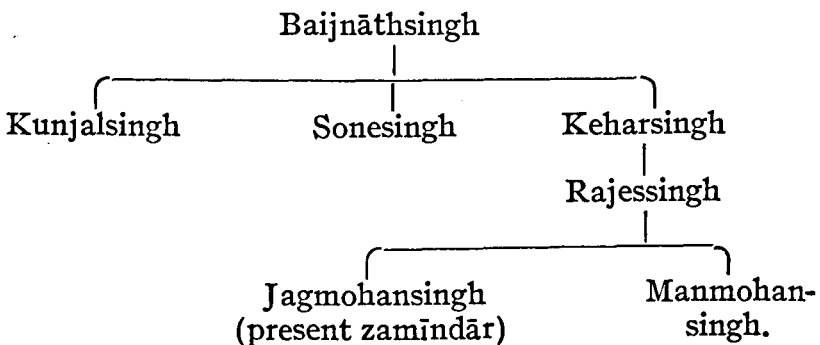 Baijnāthsingh
Kunjalsingh Sonesingh Keharsingh
Rajessingh
Jagmohansingh Manmohan-
(present zamīndār) singh.